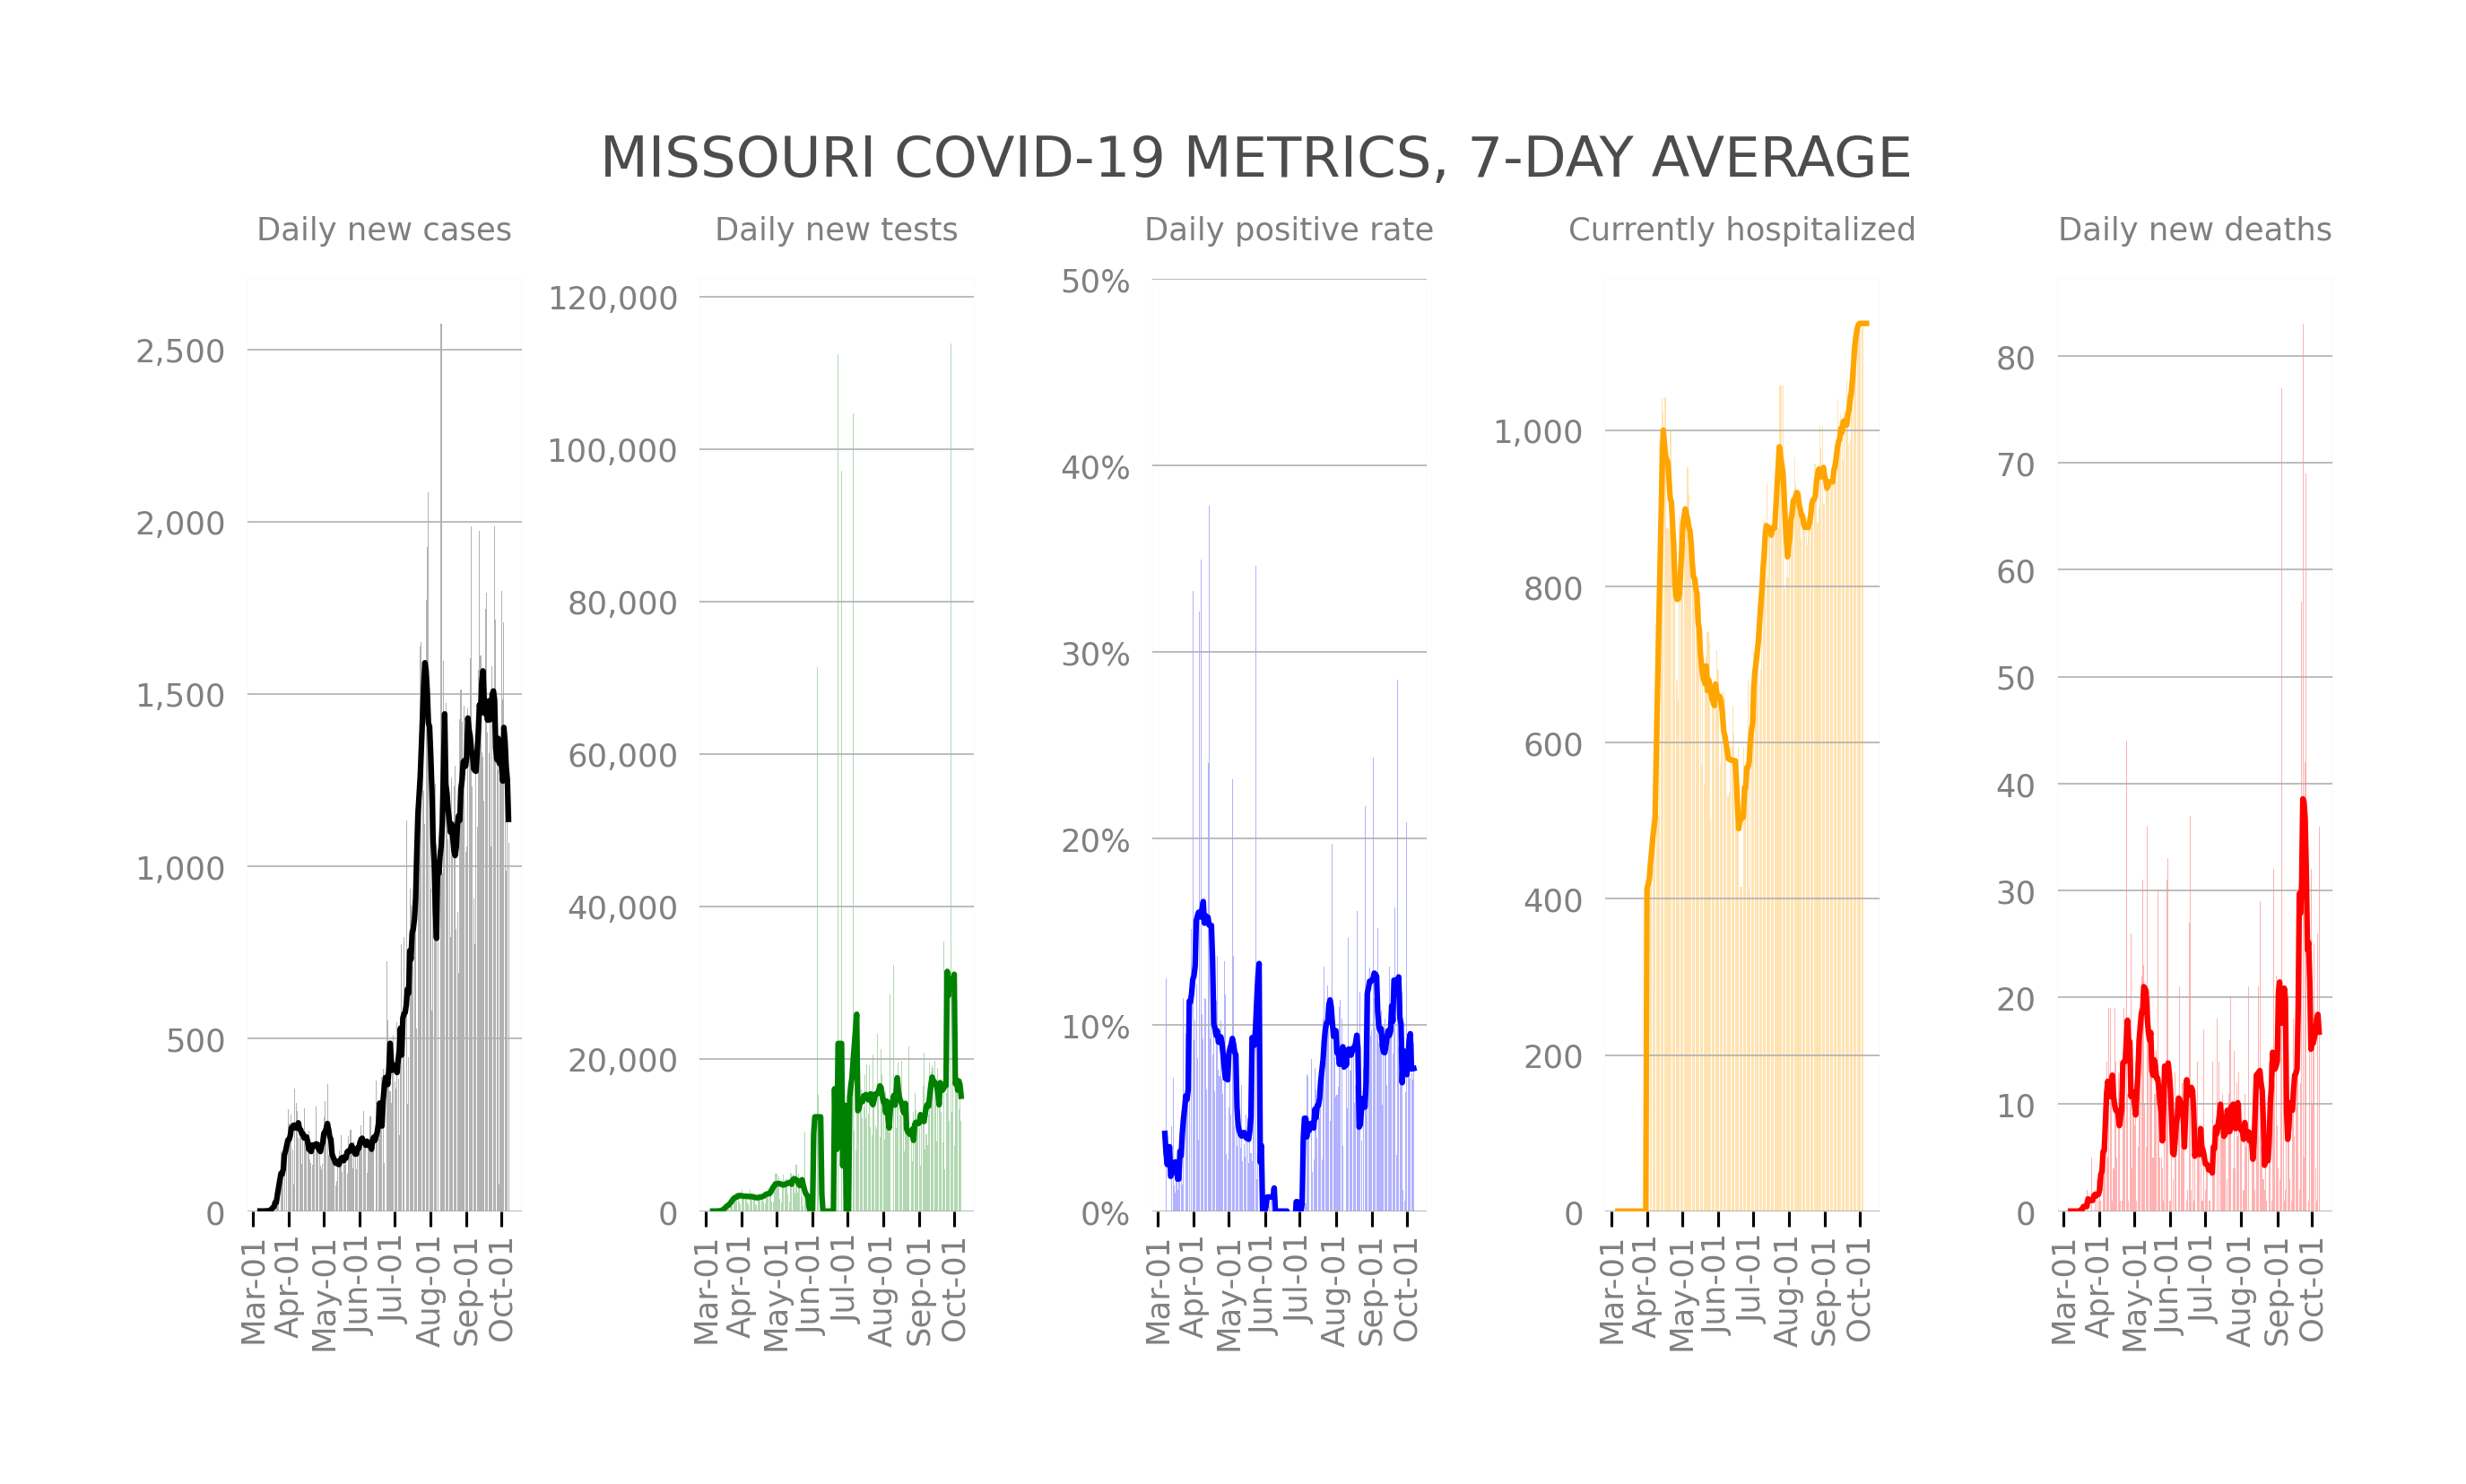 MISSOURI COVID-19 METRICS, 7-DAY AVERAGE
Daily new cases
2,500
2,000
1,500
1,000
500
0
Mar-01
Apr-01
May-01
Jun-01
Jul-01
Aug-01
Sep-01
Oct-01
Daily new tests
120,000
100,000
80,000
60,000
40,000
20,000
0
Mar-01
Apr-01
May-01
Jun-01
Jul-01
Aug-01
Sep-01
Oct-01
Daily positive rate
50%
40%
30%
20%
10%
0%
Mar-01
Apr-01
May-01
Jun-01
Jul-01
Aug-01
Sep-01
Oct-01
Currently hospitalized
1,000
800
600
400
200
0
Mar-01
Apr-01
May-01
Jun-01
Jul-01
Aug-01
Sep-01
Oct-01
Daily new deaths
80
70
60
50
40
30
20
10
0
Mar-01
Apr-01
May-01
Jun-01
Jul-01
Aug-01
Sep-01
Oct-01